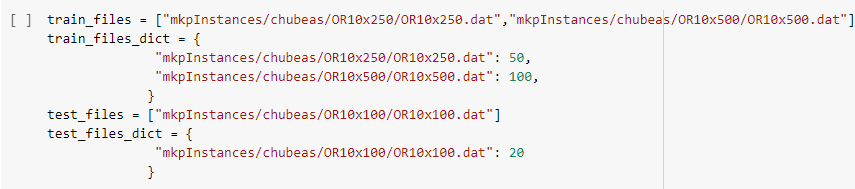 [ ] train_files = ["mkpInstances/chubeas/OR10x250/OR10x250.dat","mkpInstances/chubeas/OR10x500/OR10x500.dat"]
train_files_dict = {
"mkpInstances/chubeas/OR10x250/OR10x250.dat": 50,
"mkpInstances/chubeas/OR10x500/OR10x500.dat": 100,
}
test_files = ["mkpInstances/chubeas/OR10x100/OR10x100.dat"]
test_files_dict = {
"mkpInstances/chubeas/OR10x100/OR10x100.dat": 20
}